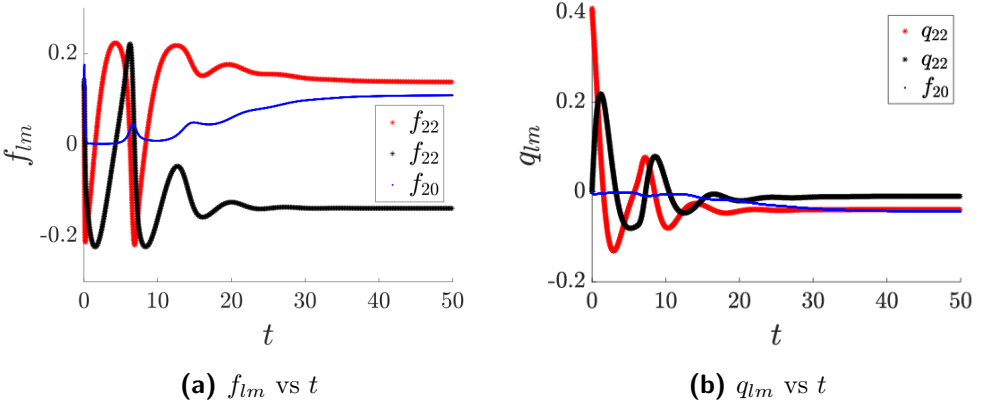 0.2
0
-0.2
f_{lm}
f_{22}
f_{22}
f_{20}
0 10 20 30 40 50
t
(a) f_{lm} vs t
0.4
0.2
0
-0.2
q_{lm}
q_{22}
q_{22}
f_{20}
0 10 20 30 40 50
t
(b) q_{lm} vs t